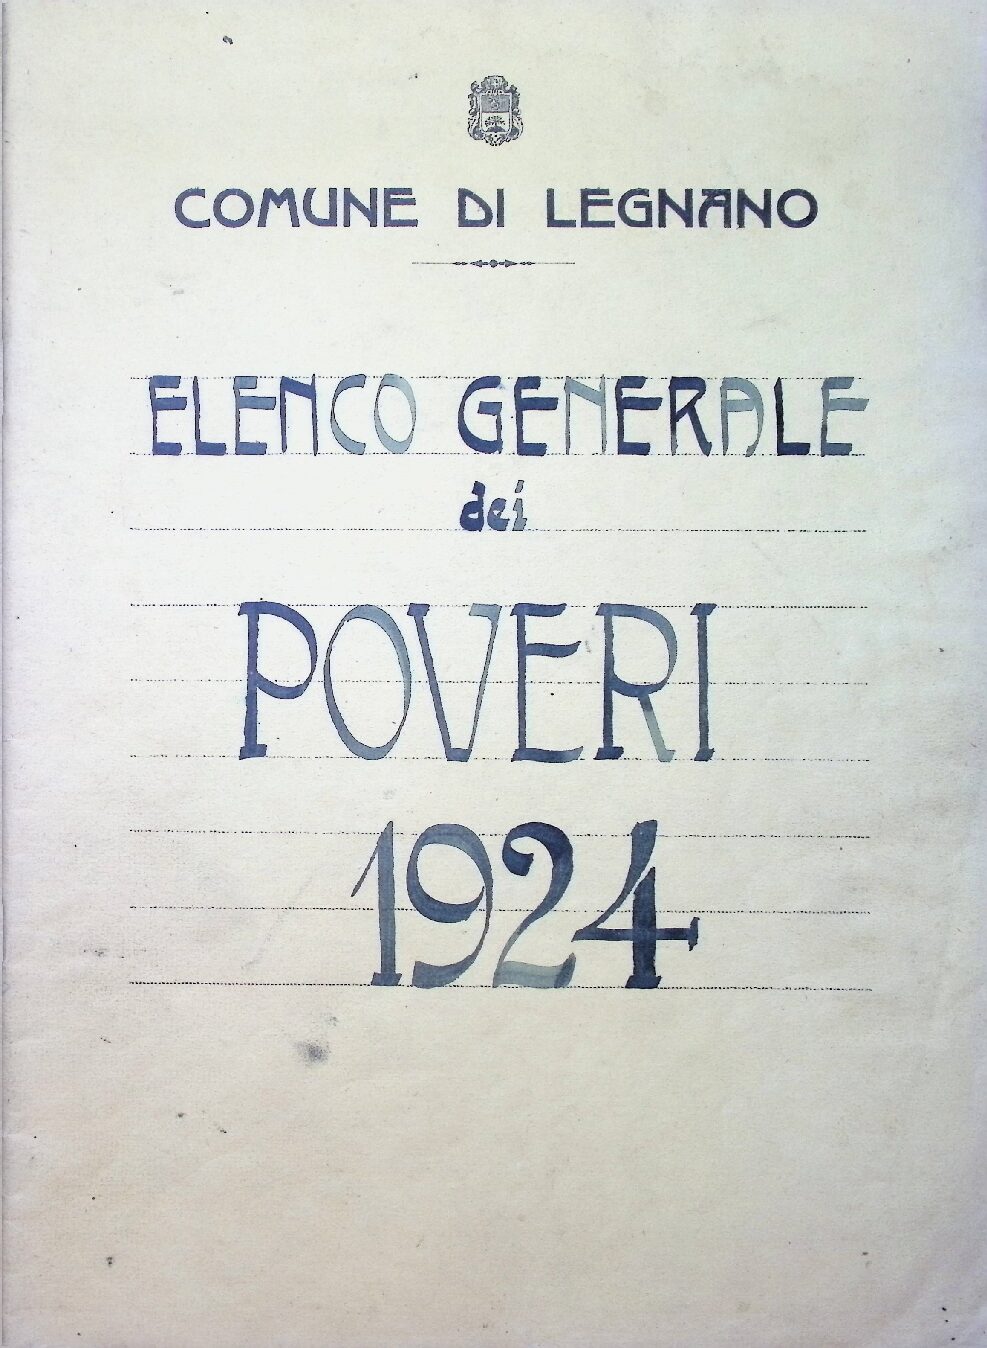 COMUNE DI LEGNANO
ELENCO GENERALE
dei
POVERI
1924